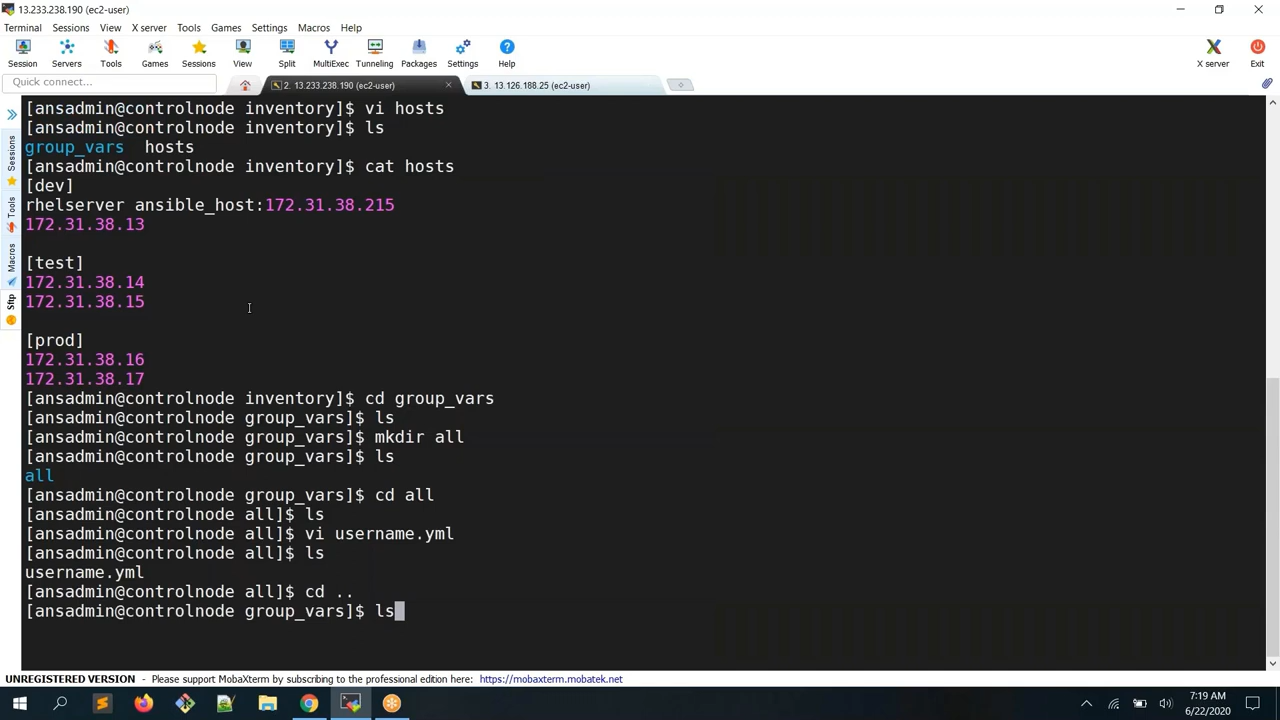 13.233.238.190 (ec2-user)
Terminal Sessions View X server Tools Games Settings Macros Help
Session Servers Tools Games Sessions View Split MultiExec Tunneling Packages Settings Help X server Exit
Quick connect...
2. 13.233.238.190 (ec2-user)
3. 13.126.188.25 (ec2-user)
Sessions
Tools
Macros
Sftp
[ansadmin@controlnode inventory]$ vi hosts
[ansadmin@controlnode inventory]$ ls
group_vars hosts
[ansadmin@controlnode inventory]$ cat hosts
[dev]
rhelserver ansible_host:172.31.38.215
172.31.38.13
[test]
172.31.38.14
172.31.38.15
[prod]
172.31.38.16
172.31.38.17
[ansadmin@controlnode inventory]$ cd group_vars
[ansadmin@controlnode group_vars]$ ls
[ansadmin@controlnode group_vars]$ mkdir all
[ansadmin@controlnode group_vars]$ ls
all
[ansadmin@controlnode group_vars]$ cd all
[ansadmin@controlnode all]$ ls
[ansadmin@controlnode all]$ vi username.yml
[ansadmin@controlnode all]$ ls
username.yml
[ansadmin@controlnode all]$ cd ..
[ansadmin@controlnode group_vars]$ ls
UNREGISTERED VERSION - Please support MobaXterm by subscribing to the professional edition here: https://mobaxterm.mobatek.net
7:19 AM
6/22/2020